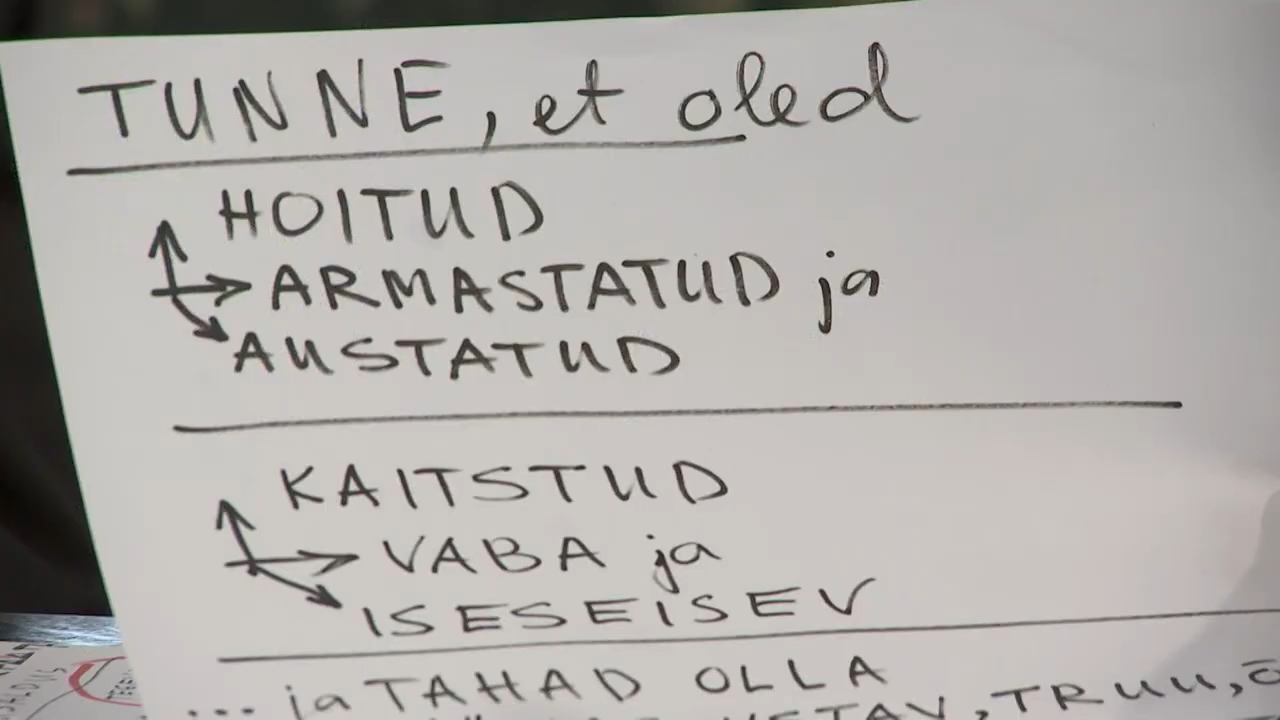 TUNNE, et oled
HOITUD
ARMASTATUD ja
AUSTATUD
KAITSTUD
VABA ja
ISESEISEV
... ja TAHAD OLLA
TRUU,